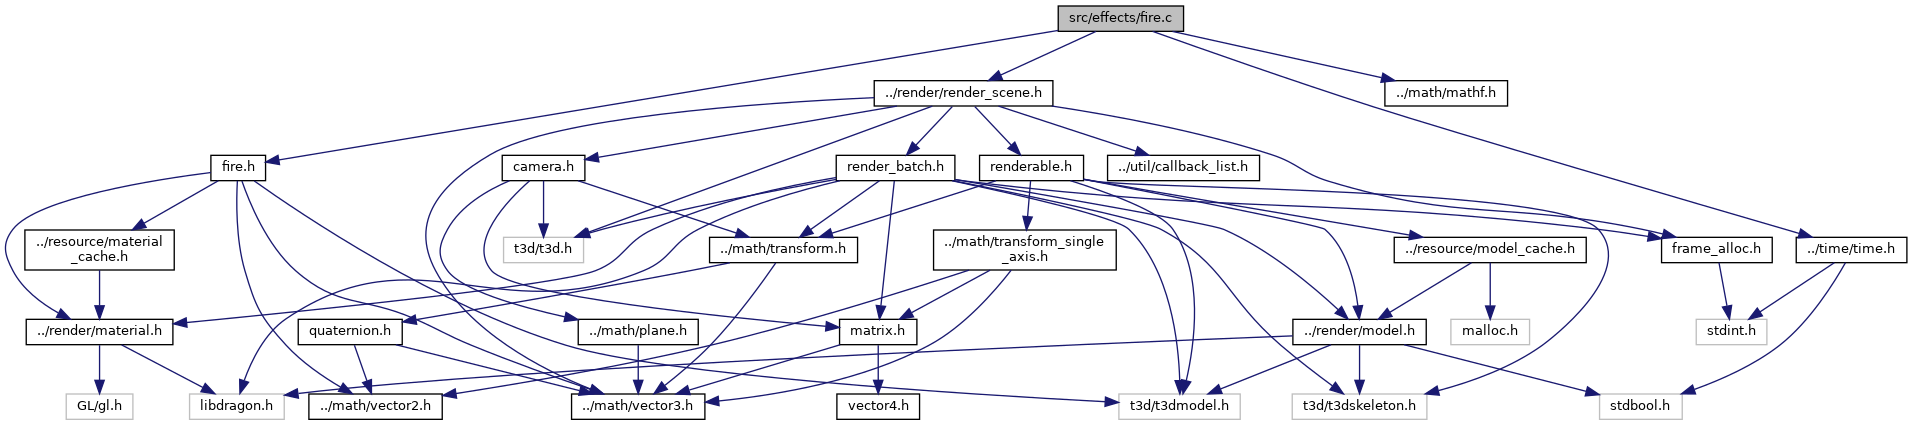 src/effects/fire.c
../render/render_scene.h
../math/mathf.h
fire.h
camera.h
render_batch.h
renderable.h
../util/callback_list.h
../resource/material
_cache.h
t3d/t3d.h
../math/transform.h
../math/transform_single
_axis.h
../resource/model_cache.h
frame_alloc.h
../time/time.h
../render/material.h
quaternion.h
../math/plane.h
matrix.h
../render/model.h
malloc.h
stdint.h
GL/gl.h
libdragon.h
../math/vector2.h
../math/vector3.h
vector4.h
t3d/t3dmodel.h
t3d/t3dskeleton.h
stdbool.h